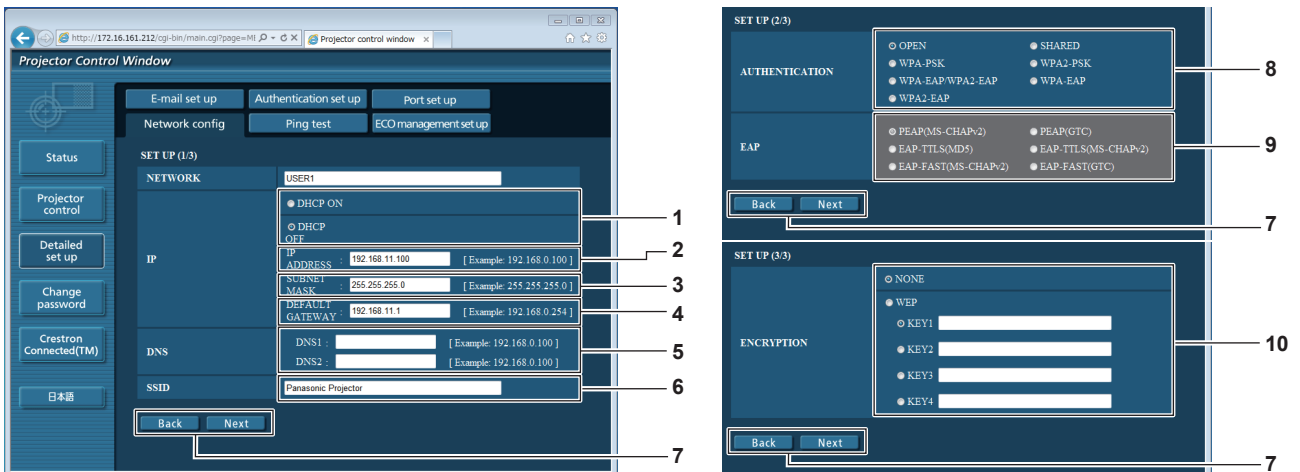 http://172.16.161.212/cgi-bin/main.cgi?page=MI
Projector control window
Projector Control Window
E-mail set up
Authentication set up
Port set up
Network config
Ping test
ECO management set up
Status
Projector control
Detailed set up
Change password
Crestron Connected(TM)
日本語
SET UP (1/3)
NETWORK
USER1
IP
DHCP ON
DHCP OFF
1
IP ADDRESS : 192.168.11.100 [ Example: 192.168.0.100 ]
2
SUBNET MASK : 255.255.255.0 [ Example: 255.255.255.0 ]
3
DEFAULT GATEWAY : 192.168.11.1 [ Example: 192.168.0.254 ]
4
DNS
DNS1 : [ Example: 192.168.0.100 ]
DNS2 : [ Example: 192.168.0.100 ]
5
SSID
Panasonic Projector
6
Back Next
7
SET UP (2/3)
AUTHENTICATION
OPEN SHARED
WPA-PSK WPA2-PSK
WPA-EAP/WPA2-EAP WPA-EAP
WPA2-EAP
8
EAP
PEAP(MS-CHAPv2) PEAP(GTC)
EAP-TTLS(MD5) EAP-TTLS(MS-CHAPv2)
EAP-FAST(MS-CHAPv2) EAP-FAST(GTC)
9
Back Next
7
SET UP (3/3)
ENCRYPTION
NONE
WEP
KEY1
KEY2
KEY3
KEY4
10
Back Next
7